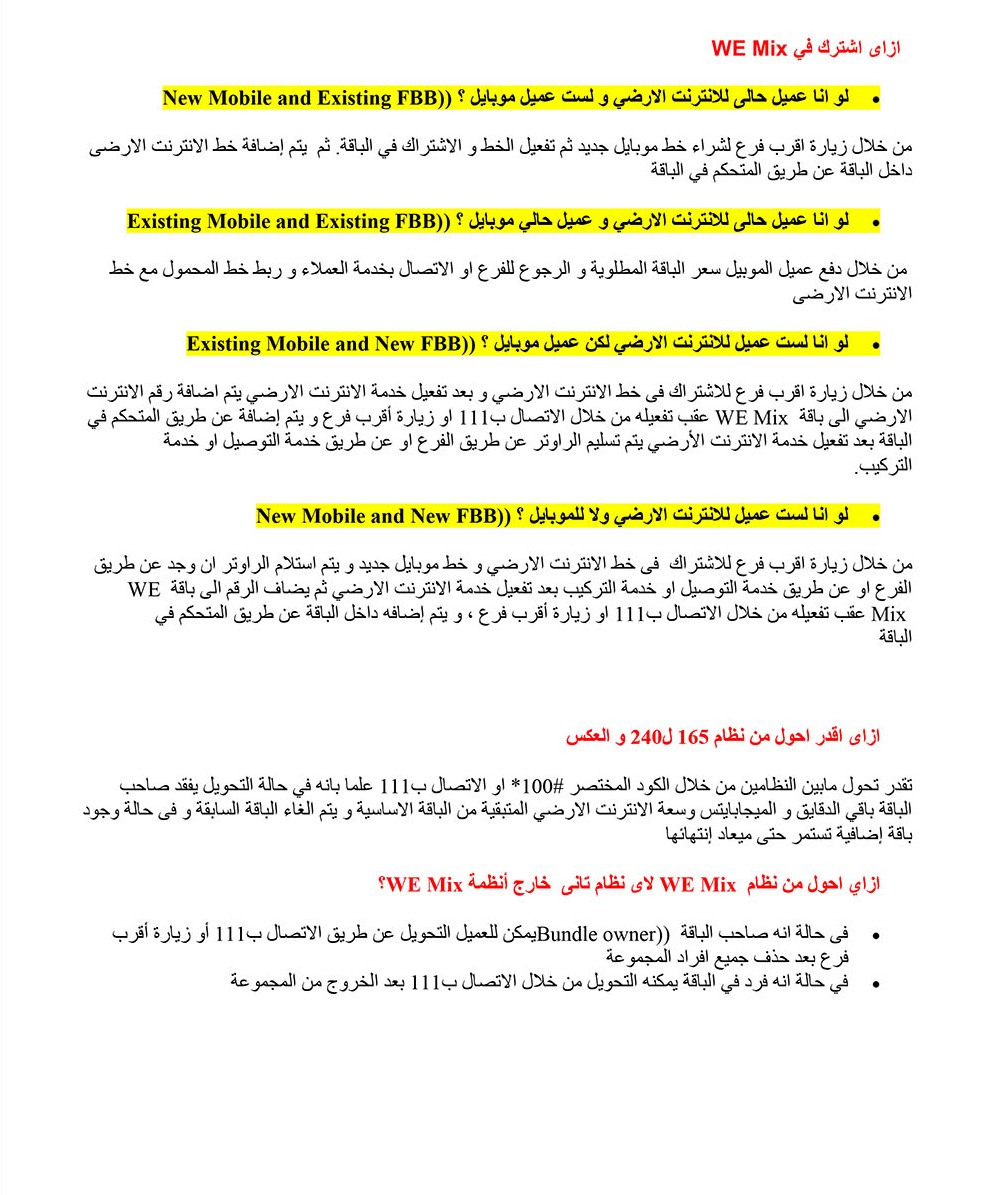 ازاى اشترك في WE Mix
• لو انا عميل حالى للانترنت الارضي و لست عميل موبايل ؟ ((New Mobile and Existing FBB
من خلال زيارة اقرب فرع لشراء خط موبايل جديد ثم تفعيل الخط و الاشتراك في الباقة. ثم يتم إضافة خط الانترنت الارضى
داخل الباقة عن طريق المتحكم في الباقة
• لو انا عميل حالى للانترنت الارضي و عميل حالي موبايل ؟ ((Existing Mobile and Existing FBB
من خلال دفع عميل الموبيل سعر الباقة المطلوبة و الرجوع للفرع او الاتصال بخدمة العملاء و ربط خط المحمول مع خط
الانترنت الارضى
• لو انا لست عميل للانترنت الارضي لكن عميل موبايل ؟ ((Existing Mobile and New FBB
من خلال زيارة اقرب فرع للاشتراك فى خط الانترنت الارضي و بعد تفعيل خدمة الانترنت الارضي يتم اضافة رقم الانترنت
الارضي الى باقة WE Mix عقب تفعيله من خلال الاتصال ب111 او زيارة أقرب فرع و يتم إضافة عن طريق المتحكم في
الباقة بعد تفعيل خدمة الانترنت الأرضي يتم تسليم الراوتر عن طريق الفرع او عن طريق خدمة التوصيل او خدمة
التركيب.
• لو انا لست عميل للانترنت الارضي ولا للموبايل ؟ ((New Mobile and New FBB
من خلال زيارة اقرب فرع للاشتراك فى خط الانترنت الارضي و خط موبايل جديد و يتم استلام الراوتر ان وجد عن طريق
الفرع او عن طريق خدمة التوصيل او خدمة التركيب بعد تفعيل خدمة الانترنت الارضي ثم يضاف الرقم الى باقة WE
Mix عقب تفعيله من خلال الاتصال ب111 او زيارة أقرب فرع ، و يتم إضافه داخل الباقة عن طريق المتحكم في
الباقة
ازاى اقدر احول من نظام 165 ل240 و العكس
تقدر تحول مابين النظامين من خلال الكود المختصر #100* او الاتصال ب111 علما بانه في حالة التحويل يفقد صاحب
الباقة باقي الدقايق و الميجابايتس وسعة الانترنت الارضي المتبقية من الباقة الاساسية و يتم الغاء الباقة السابقة و فى حالة وجود
باقة إضافية تستمر حتى ميعاد إنتهائها
ازاي احول من نظام WE Mix لاى نظام تانى خارج أنظمة WE Mix؟
• فى حالة انه صاحب الباقة ((Bundle ownerيمكن للعميل التحويل عن طريق الاتصال ب111 أو زيارة أقرب
فرع بعد حذف جميع افراد المجموعة
• في حالة انه فرد في الباقة يمكنه التحويل من خلال الاتصال ب111 بعد الخروج من المجموعة